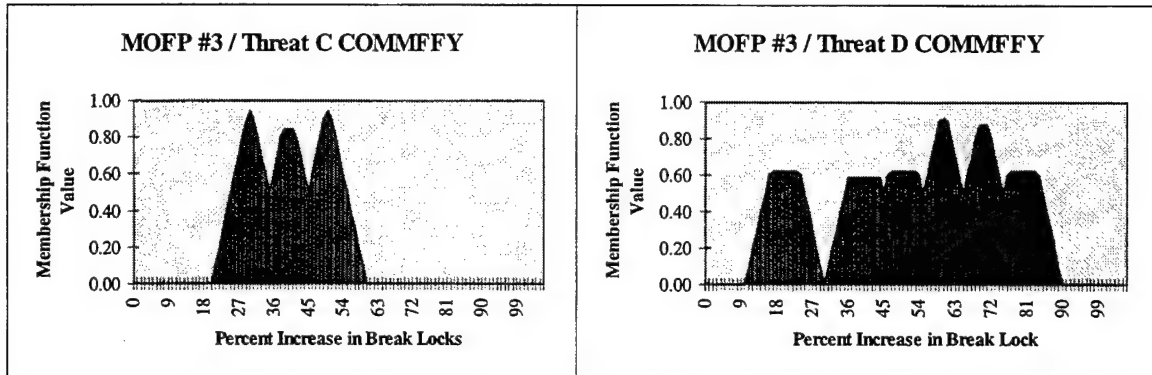 MOFP #3 / Threat C COMMFFY
Membership Function
Value
1.00
0.80
0.60
0.40
0.20
0.00
0 9 18 27 36 45 54 63 72 81 90 99
Percent Increase in Break Locks
MOFP #3 / Threat D COMMFFY
Membership Function
Value
1.00
0.80
0.60
0.40
0.20
0.00
0 9 18 27 36 45 54 63 72 81 90 99
Percent Increase in Break Lock